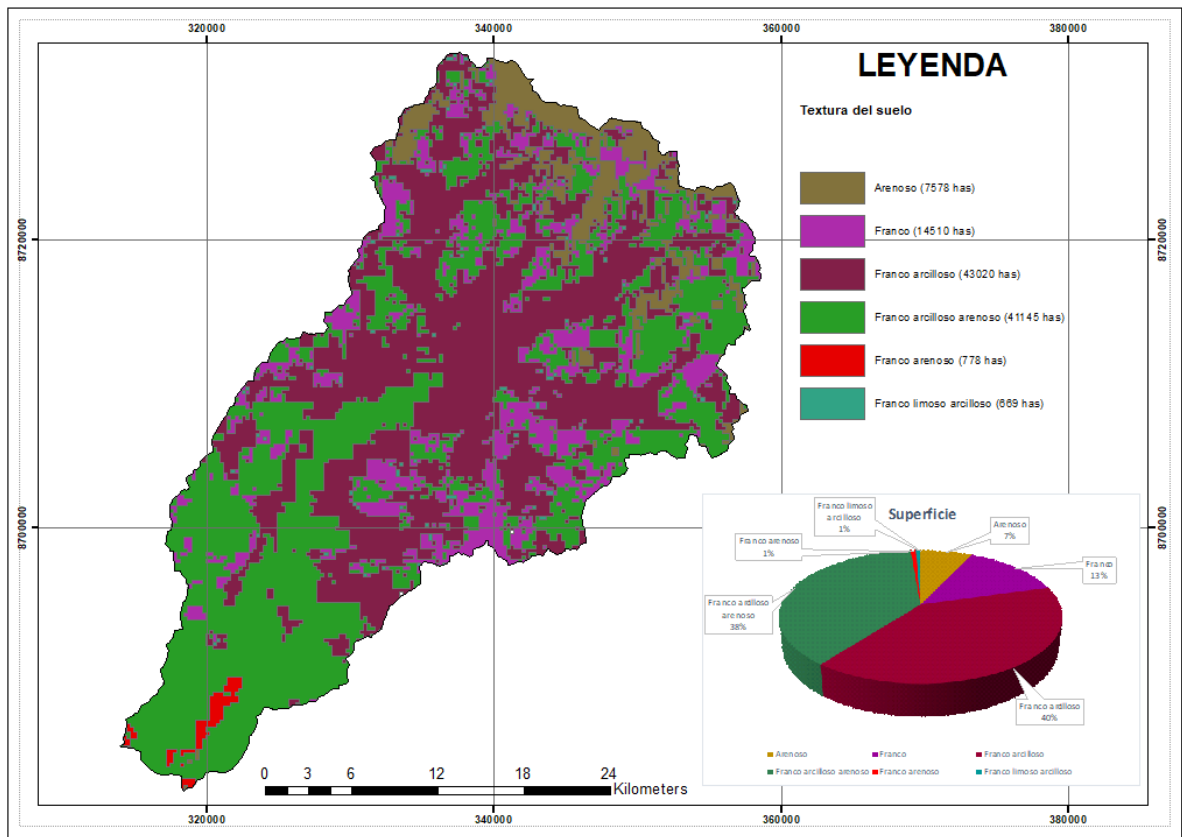 320000
340000
360000
380000
LEYENDA
Textura del suelo
Arenoso (7578 has)
Franco (14510 has)
Franco arcilloso (43020 has)
Franco arcilloso arenoso (41145 has)
Franco arenoso (778 has)
Franco limoso arcilloso (669 has)
8720000
8720000
8700000
8700000
Superficie
Franco limoso
arcilloso
1%
Arenoso
7%
Franco arenoso
1%
Franco
13%
Franco arcilloso
arenoso
38%
Franco arcilloso
40%
Arenoso
Franco
Franco arcilloso
Franco arcilloso arenoso
Franco arenoso
Franco limoso arcilloso
0 3 6 12 18 24
Kilometers
320000
340000
360000
380000